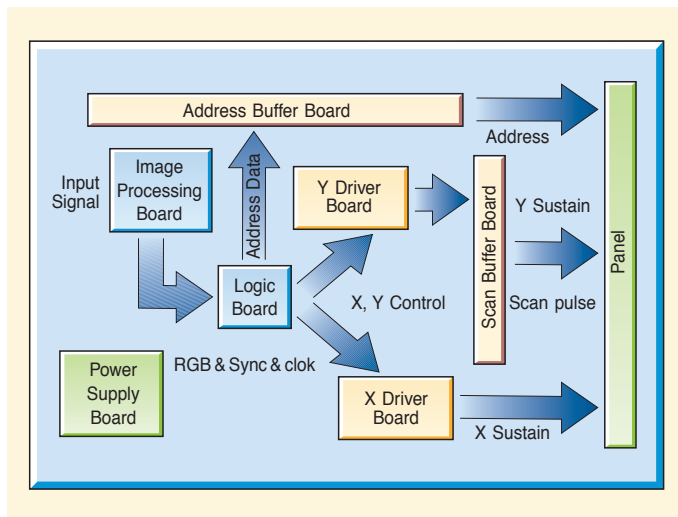 Address Buffer Board
Address
Input
Signal
Image
Processing
Board
Address Data
Y Driver
Board
Scan Buffer Board
Y Sustain
Scan pulse
Panel
Logic
Board
X, Y Control
RGB & Sync & clok
Power
Supply
Board
X Driver
Board
X Sustain